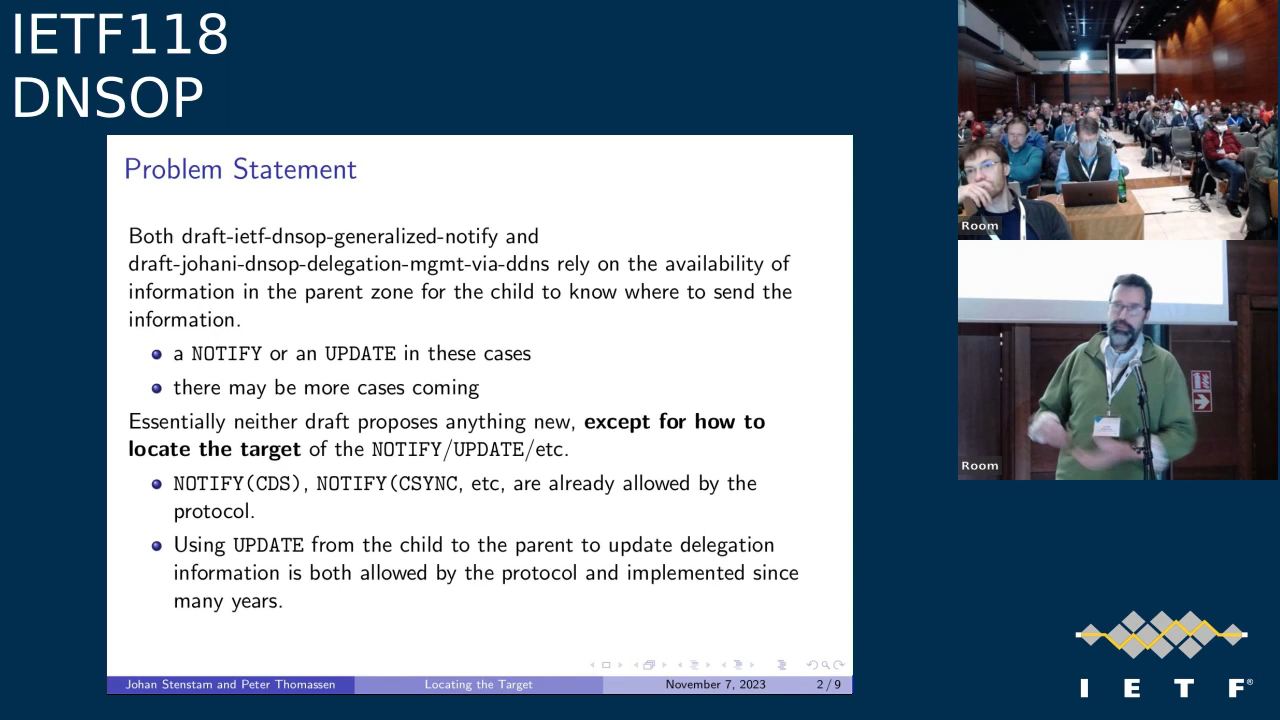 IETF118
DNSOP
Problem Statement
Both draft-ietf-dnsop-generalized-notify and
draft-johani-dnsop-delegation-mgmt-via-ddns rely on the availability of
information in the parent zone for the child to know where to send the
information.
a NOTIFY or an UPDATE in these cases
there may be more cases coming
Essentially neither draft proposes anything new, except for how to
locate the target of the NOTIFY/UPDATE/etc.
NOTIFY(CDS), NOTIFY(CSYNC, etc, are already allowed by the
protocol.
Using UPDATE from the child to the parent to update delegation
information is both allowed by the protocol and implemented since
many years.
Johan Stenstam and Peter Thomassen
Locating the Target
November 7, 2023
2 / 9
Room
Room
I E T F®